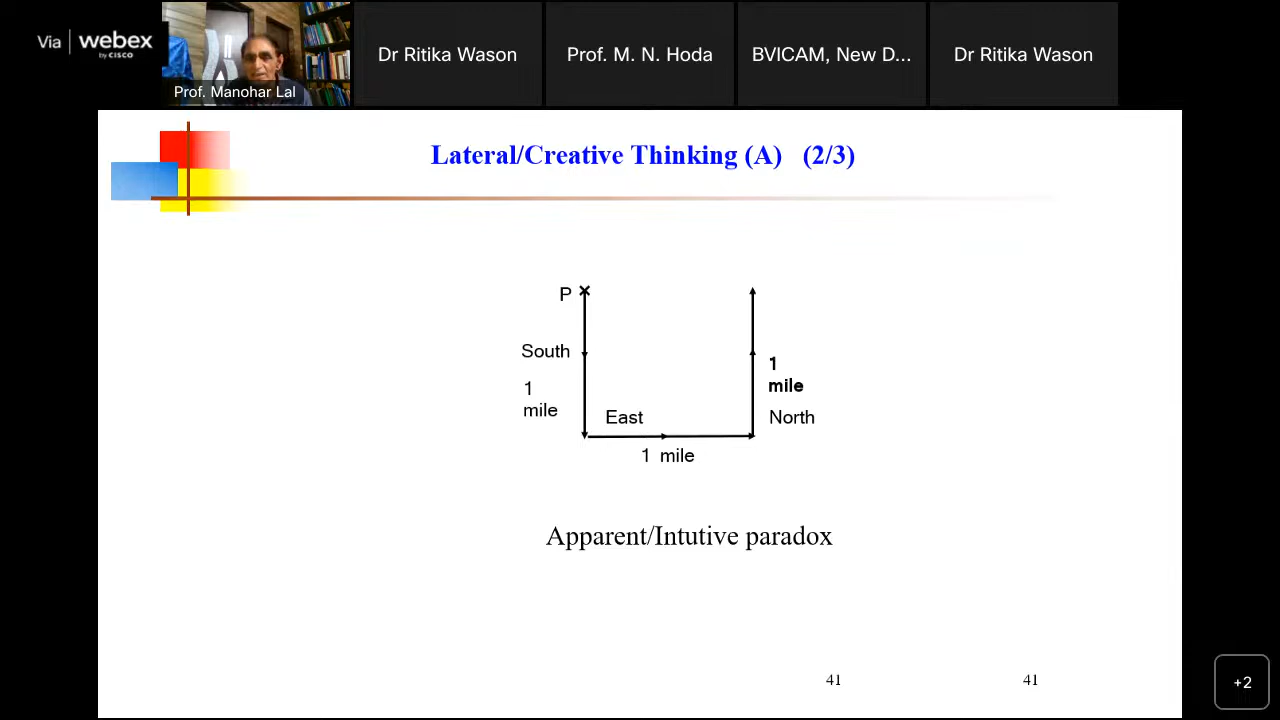 Via webex
by CISCO
Prof. Manohar Lal
Dr Ritika Wason
Prof. M. N. Hoda
BVICAM, New D...
Dr Ritika Wason
Lateral/Creative Thinking (A) (2/3)
P
South
1
mile
East
1 mile
1
mile
North
Apparent/Intutive paradox
41
41
+2